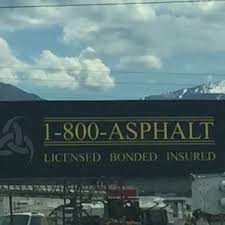 1-800-ASPHALT
LICENSED BONDED INSURED